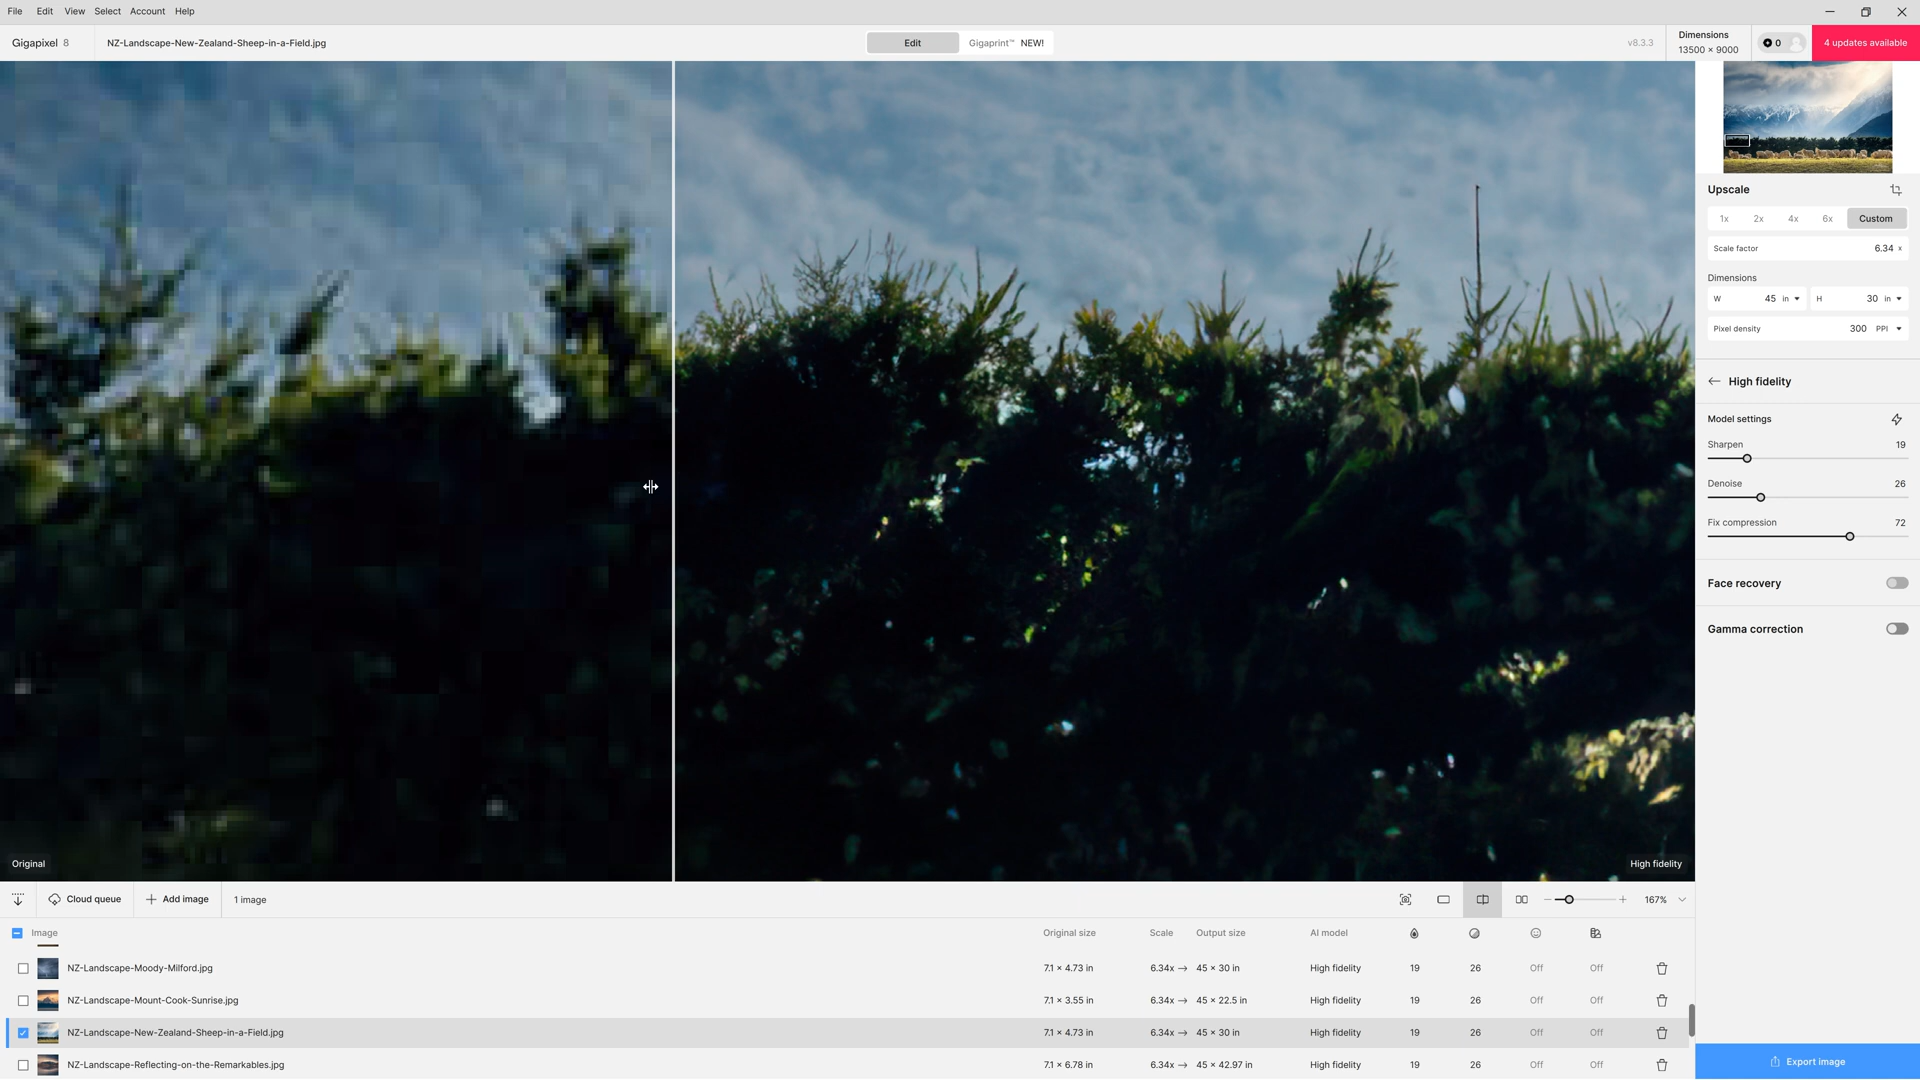 File Edit View Select Account Help
Gigapixel 8 NZ-Landscape-New-Zealand-Sheep-in-a-Field.jpg Edit Gigaprint™ NEW! v8.3.3 Dimensions 13500 × 9000 0 4 updates available
Upscale
1x 2x 4x 6x Custom
Scale factor 6.34 x
Dimensions
W 45 in H 30 in
Pixel density 300 PPI
High fidelity
Model settings
Sharpen 19
Denoise 26
Fix compression 72
Face recovery
Gamma correction
Original High fidelity
Cloud queue Add image 1 image 167%
Image Original size Scale Output size AI model
NZ-Landscape-Moody-Milford.jpg 7.1 × 4.73 in 6.34x → 45 × 30 in High fidelity 19 26 Off Off
NZ-Landscape-Mount-Cook-Sunrise.jpg 7.1 × 3.55 in 6.34x → 45 × 22.5 in High fidelity 19 26 Off Off
NZ-Landscape-New-Zealand-Sheep-in-a-Field.jpg 7.1 × 4.73 in 6.34x → 45 × 30 in High fidelity 19 26 Off Off
NZ-Landscape-Reflecting-on-the-Remarkables.jpg 7.1 × 6.78 in 6.34x → 45 × 42.97 in High fidelity 19 26 Off Off
Export image